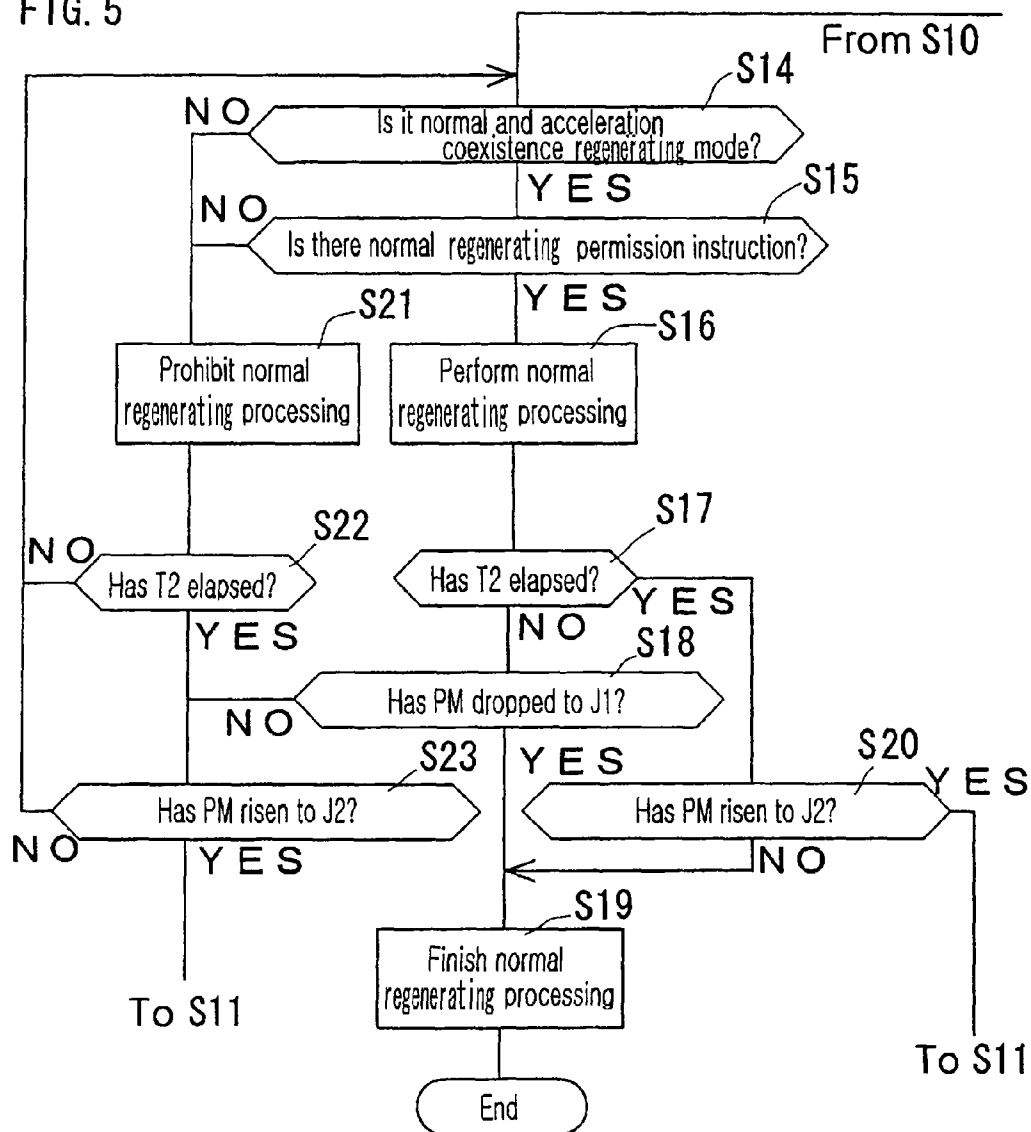 FIG. 5
From S10
S14
NO
Is it normal and acceleration
coexistence regenerating mode?
YES
S15
NO
Is there normal regenerating permission instruction?
YES
S21
S16
Prohibit normal
regenerating processing
Perform normal
regenerating processing
S22
S17
NO
Has T2 elapsed?
Has T2 elapsed?
YES
YES
NO
S18
Has PM dropped to J1?
NO
YES
S23
S20
YES
Has PM risen to J2?
Has PM risen to J2?
NO
YES
NO
S19
Finish normal
regenerating processing
To S11
To S11
End